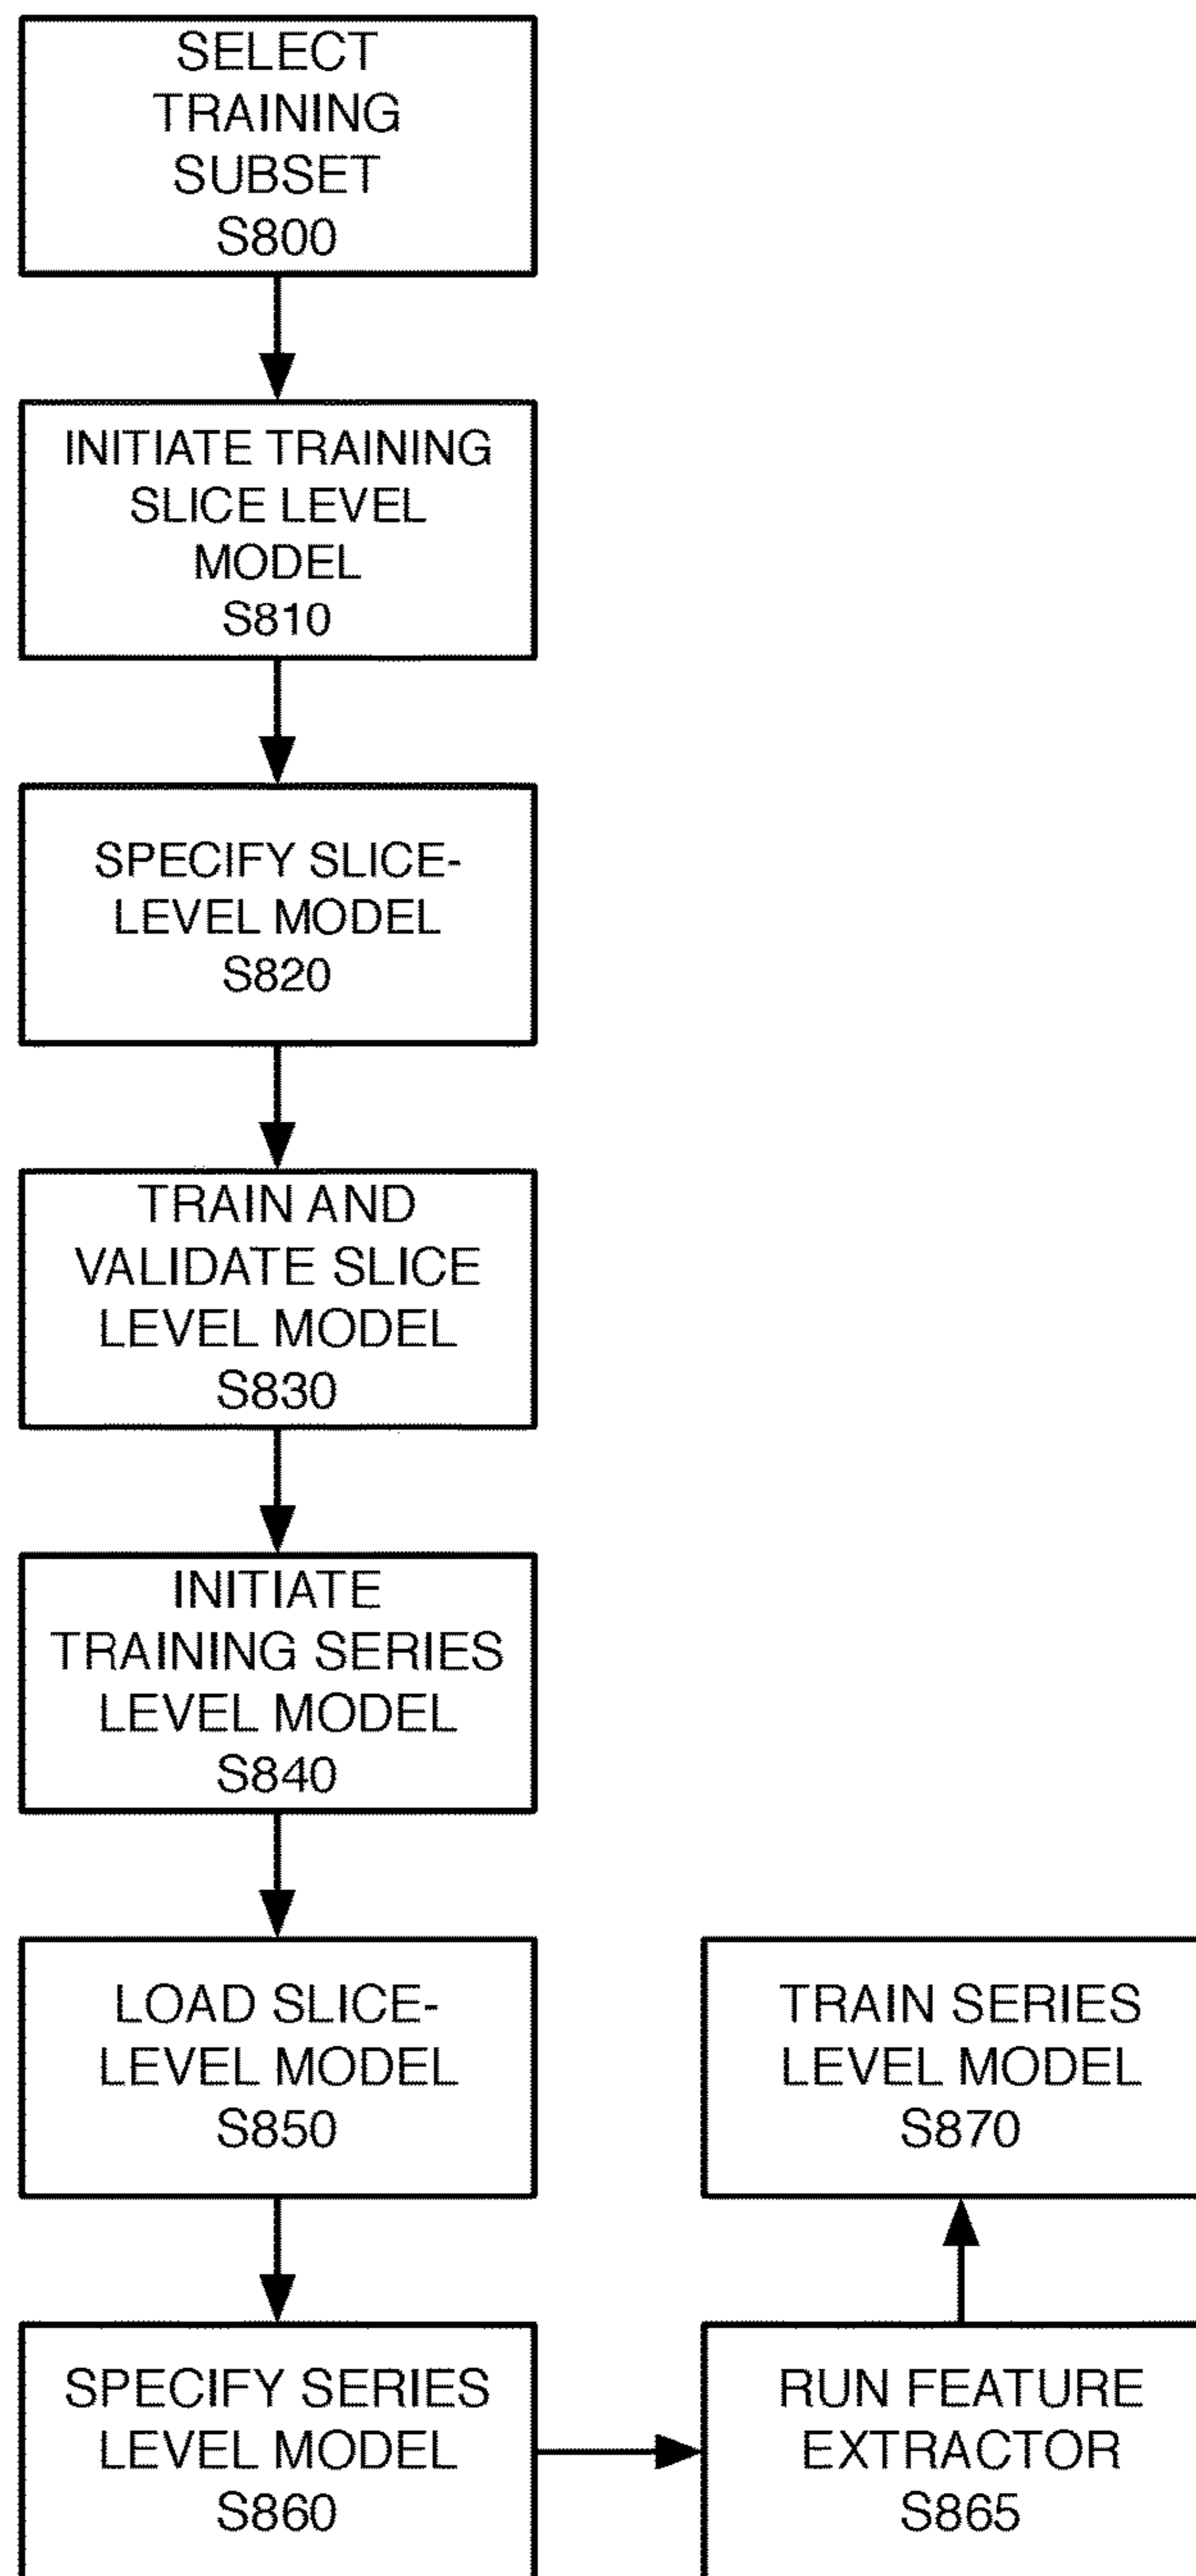 SELECT
TRAINING
SUBSET
S800
INITIATE TRAINING
SLICE LEVEL
MODEL
S810
SPECIFY SLICE-
LEVEL MODEL
S820
TRAIN AND
VALIDATE SLICE
LEVEL MODEL
S830
INITIATE
TRAINING SERIES
LEVEL MODEL
S840
LOAD SLICE-
LEVEL MODEL
S850
SPECIFY SERIES
LEVEL MODEL
S860
RUN FEATURE
EXTRACTOR
S865
TRAIN SERIES
LEVEL MODEL
S870